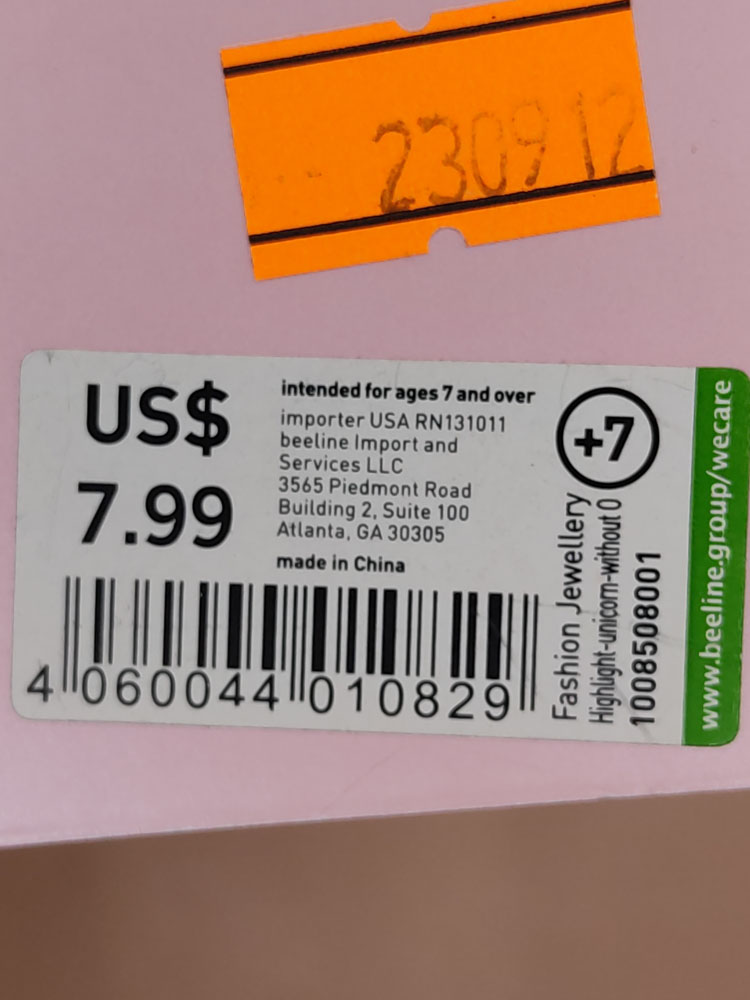 230912
US$
7.99
intended for ages 7 and over
importer USA RN131011
beeline Import and
Services LLC
3565 Piedmont Road
Building 2, Suite 100
Atlanta, GA 30305
made in China
4 060044 010829
+7
Fashion Jewellery
Highlight-unicorn-without 0
1008508001
www.beeline.group/wecare